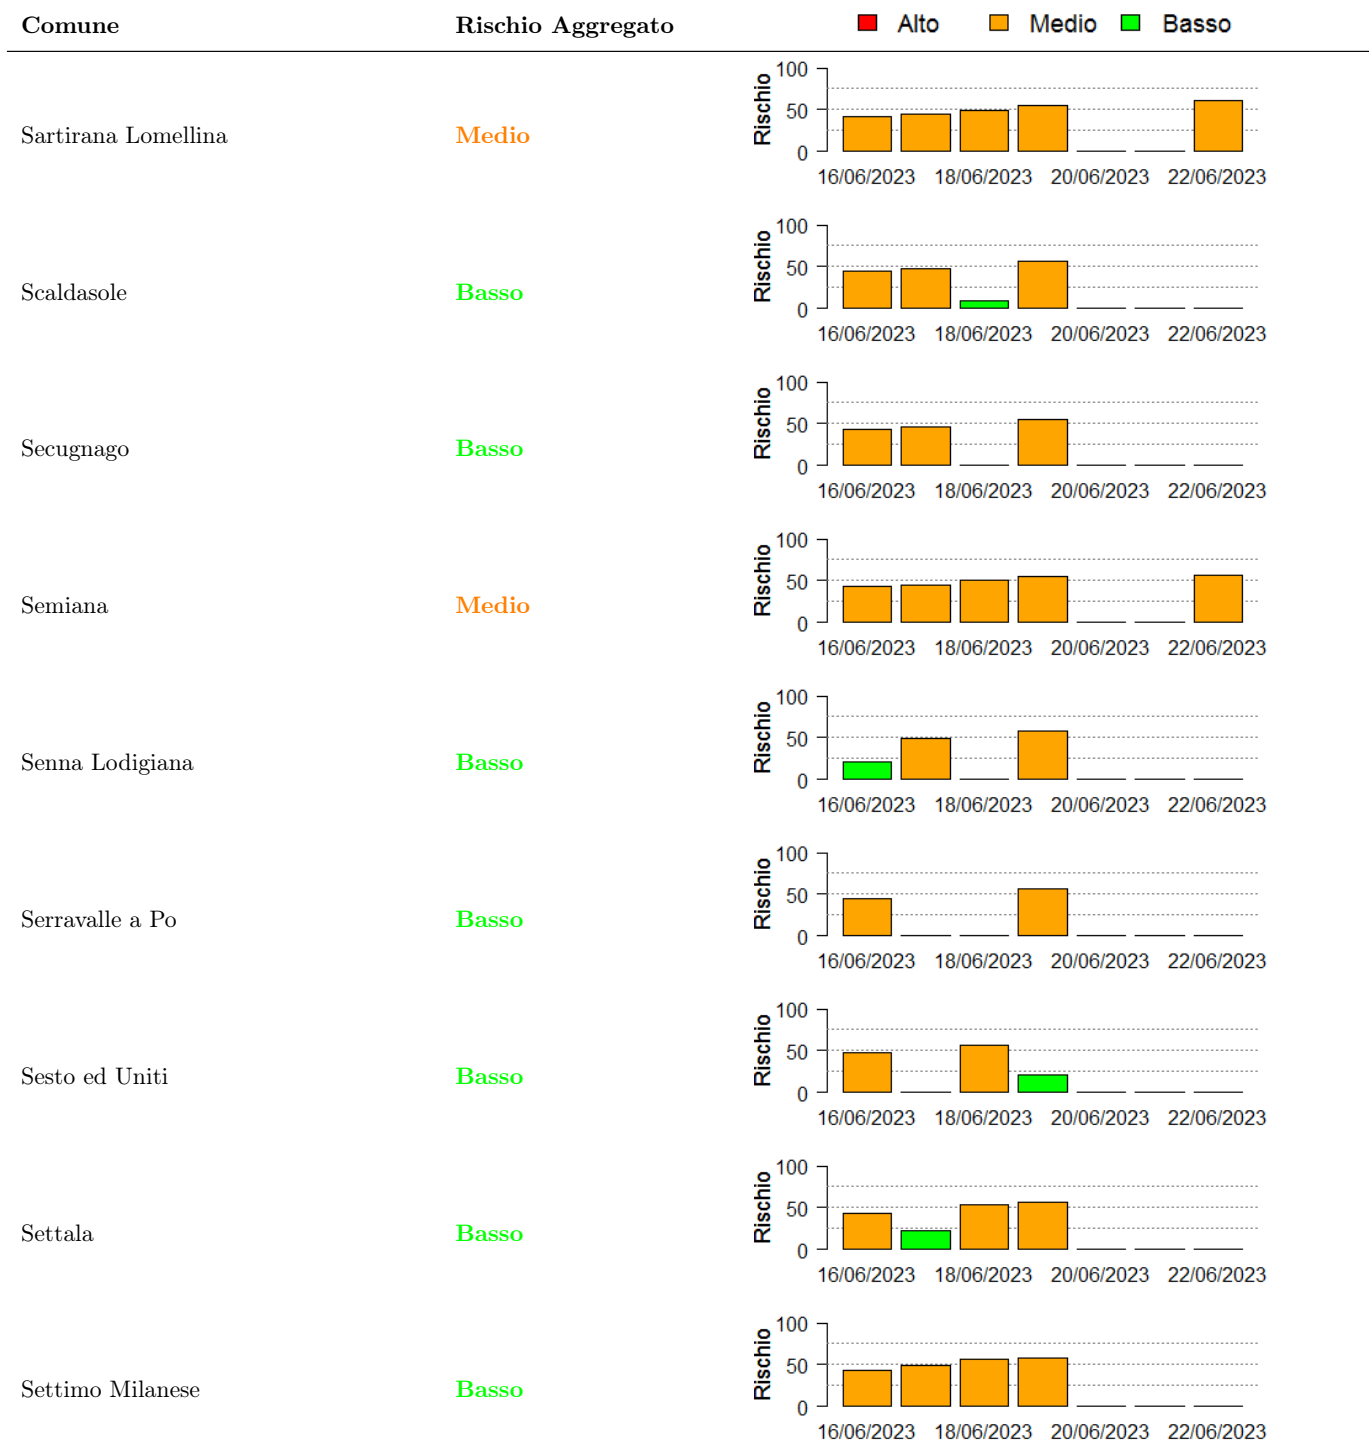 Comune Rischio Aggregato Alto Medio Basso
Sartirana Lomellina Medio
Rischio
100
50
0
16/06/2023 18/06/2023 20/06/2023 22/06/2023
Scaldasole Basso
Rischio
100
50
0
16/06/2023 18/06/2023 20/06/2023 22/06/2023
Secugnago Basso
Rischio
100
50
0
16/06/2023 18/06/2023 20/06/2023 22/06/2023
Semiana Medio
Rischio
100
50
0
16/06/2023 18/06/2023 20/06/2023 22/06/2023
Senna Lodigiana Basso
Rischio
100
50
0
16/06/2023 18/06/2023 20/06/2023 22/06/2023
Serravalle a Po Basso
Rischio
100
50
0
16/06/2023 18/06/2023 20/06/2023 22/06/2023
Sesto ed Uniti Basso
Rischio
100
50
0
16/06/2023 18/06/2023 20/06/2023 22/06/2023
Settala Basso
Rischio
100
50
0
16/06/2023 18/06/2023 20/06/2023 22/06/2023
Settimo Milanese Basso
Rischio
100
50
0
16/06/2023 18/06/2023 20/06/2023 22/06/2023